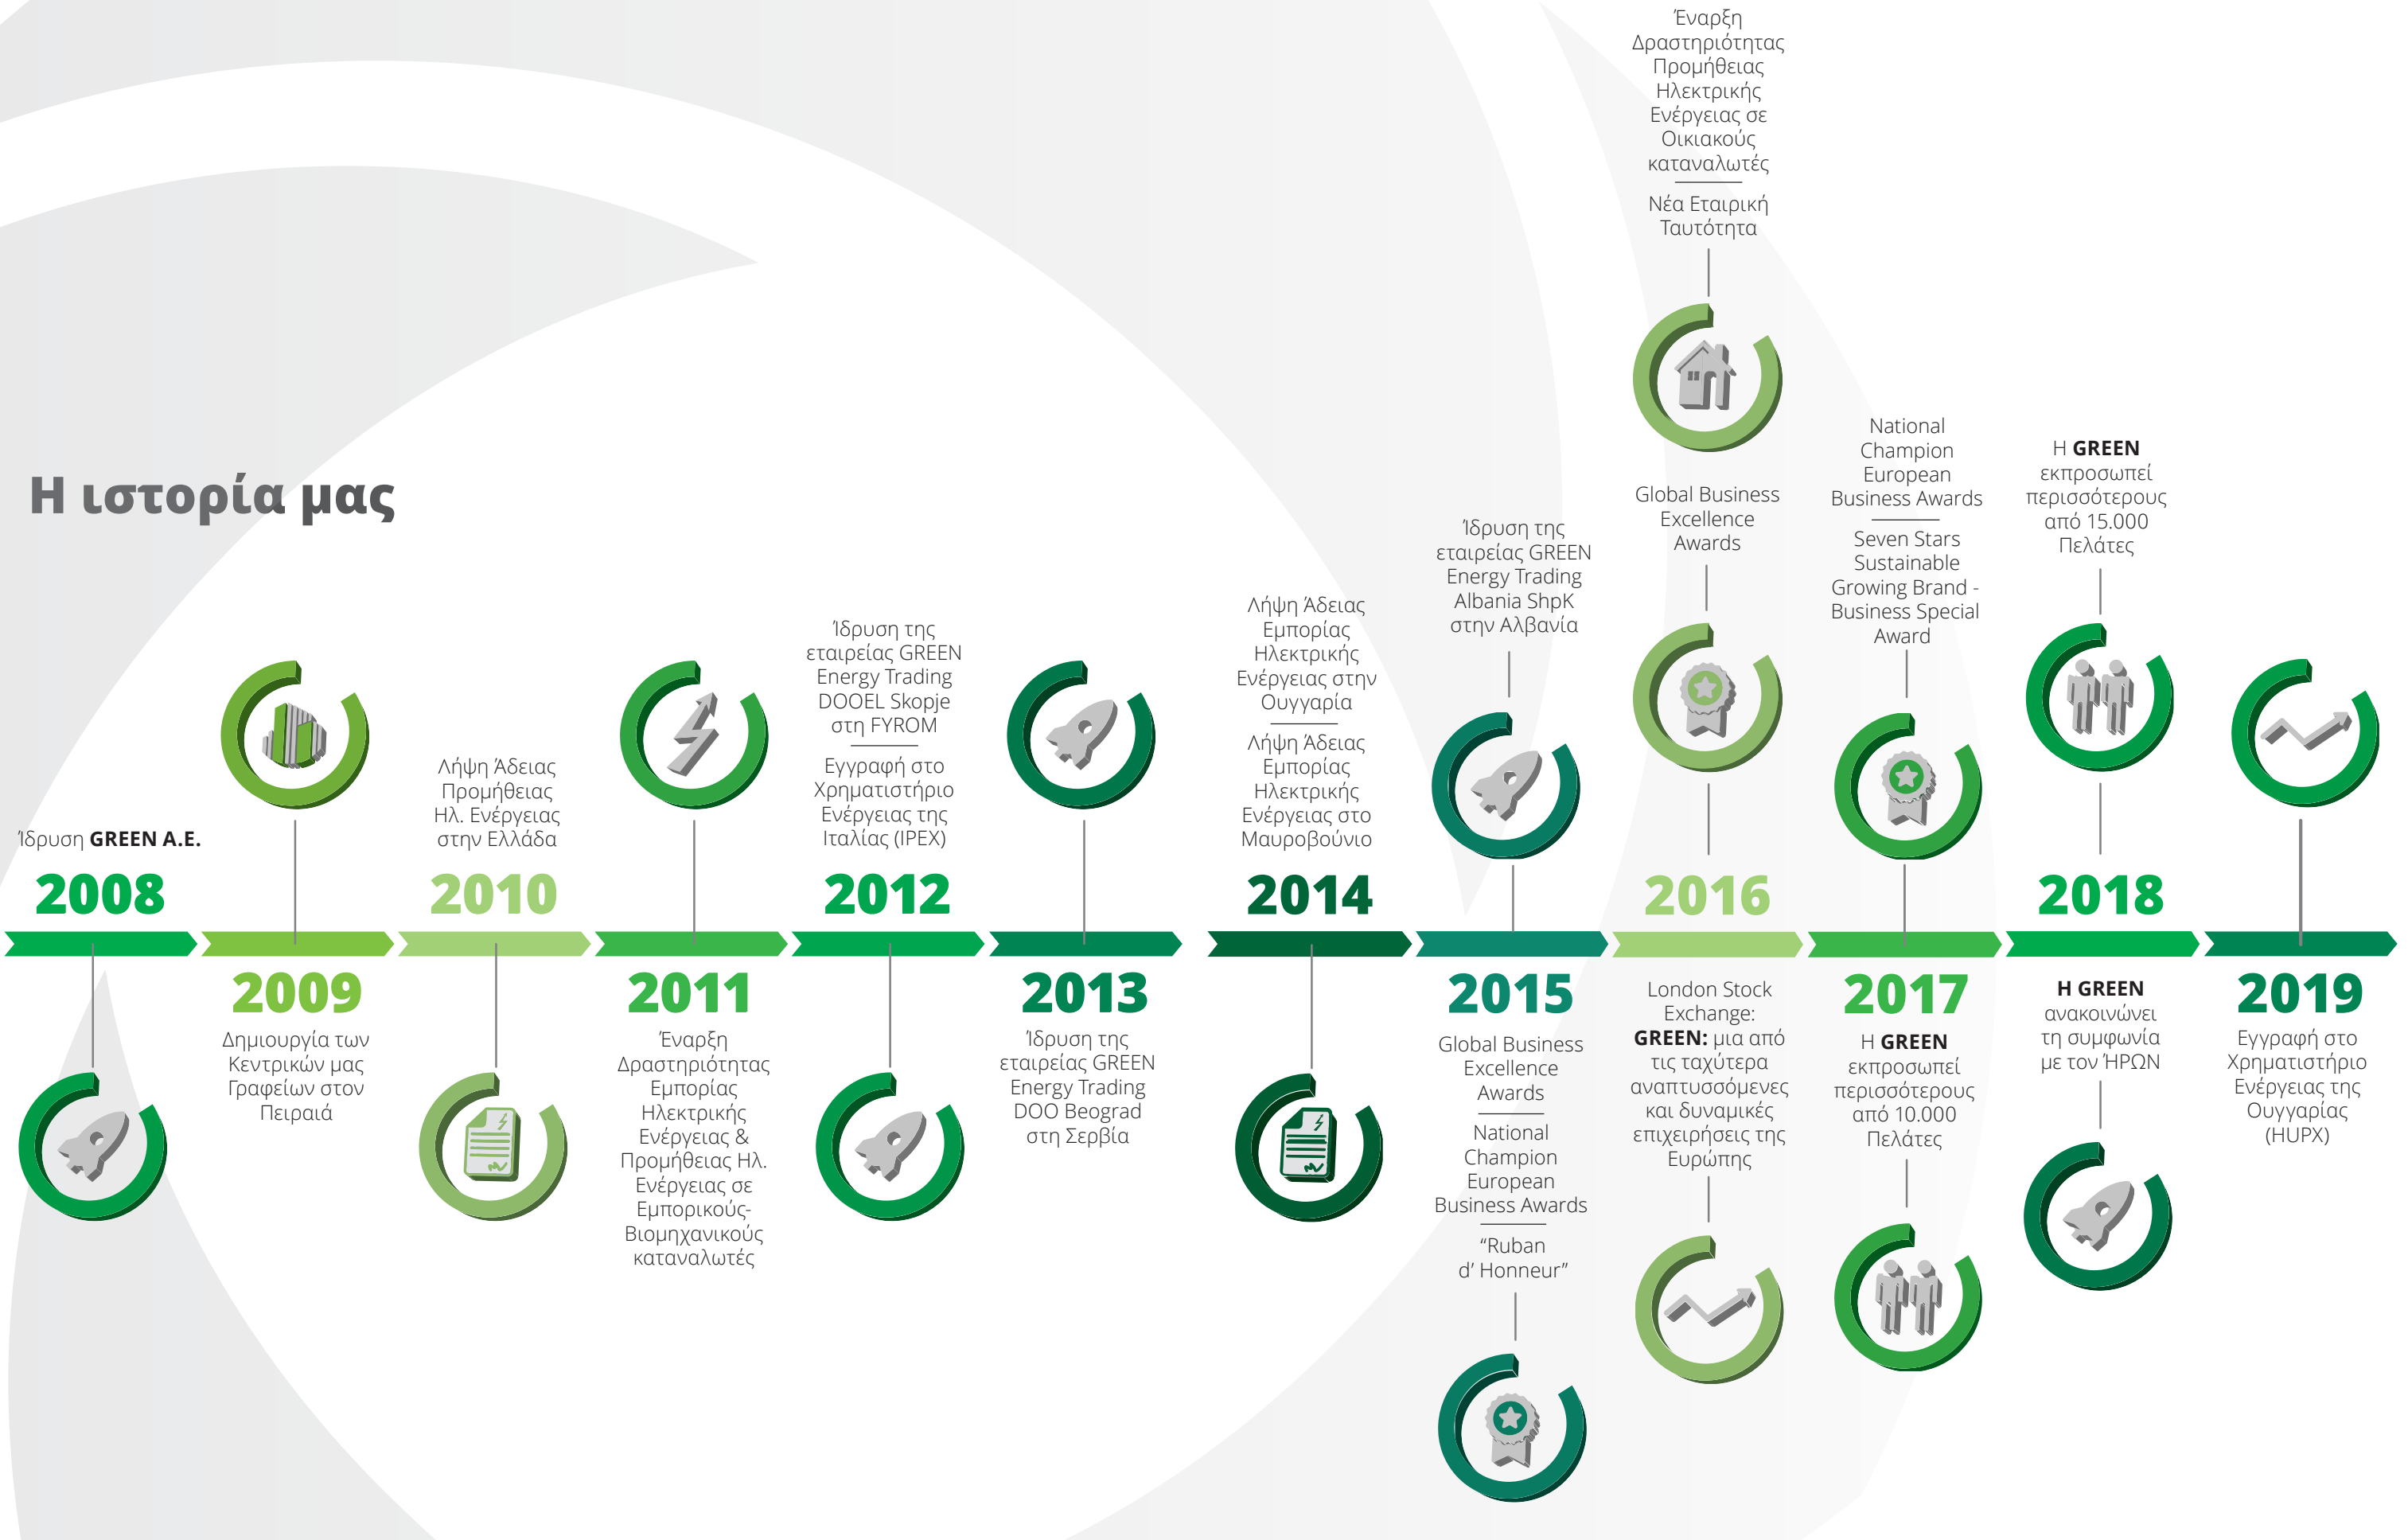 Η ιστορία μας
Ίδρυση GREEN Α.Ε.
2008
2009
Δημιουργία των
Κεντρικών μας
Γραφείων στον
Πειραιά
Λήψη Άδειας
Προμήθειας
Ηλ. Ενέργειας
στην Ελλάδα
2010
2011
Έναρξη
Δραστηριότητας
Εμπορίας
Ηλεκτρικής
Ενέργειας &
Προμήθειας Ηλ.
Ενέργειας σε
Εμπορικούς-
Βιομηχανικούς
καταναλωτές
Ίδρυση της
εταιρείας GREEN
Energy Trading
DOOEL Skopje
στη FYROM
Εγγραφή στο
Χρηματιστήριο
Ενέργειας της
Ιταλίας (IPEX)
2012
2013
Ίδρυση της
εταιρείας GREEN
Energy Trading
DOO Beograd
στη Σερβία
Λήψη Άδειας
Εμπορίας
Ηλεκτρικής
Ενέργειας στην
Ουγγαρία
Λήψη Άδειας
Εμπορίας
Ηλεκτρικής
Ενέργειας στο
Μαυροβούνιο
2014
Ίδρυση της
εταιρείας GREEN
Energy Trading
Albania ShpK
στην Αλβανία
2015
Global Business
Excellence
Awards
National
Champion
European
Business Awards
“Ruban
d’ Honneur”
Έναρξη
Δραστηριότητας
Προμήθειας
Ηλεκτρικής
Ενέργειας σε
Οικιακούς
καταναλωτές
Νέα Εταιρική
Ταυτότητα
Global Business
Excellence
Awards
2016
London Stock
Exchange:
GREEN: μια από
τις ταχύτερα
αναπτυσσόμενες
και δυναμικές
επιχειρήσεις της
Ευρώπης
National
Champion
European
Business Awards
Seven Stars
Sustainable
Growing Brand -
Business Special
Award
2017
Η GREEN
εκπροσωπεί
περισσότερους
από 10.000
Πελάτες
Η GREEN
εκπροσωπεί
περισσότερους
από 15.000
Πελάτες
2018
Η GREEN
ανακοινώνει
τη συμφωνία
με τον ΉΡΩΝ
2019
Εγγραφή στο
Χρηματιστήριο
Ενέργειας της
Ουγγαρίας
(HUPX)